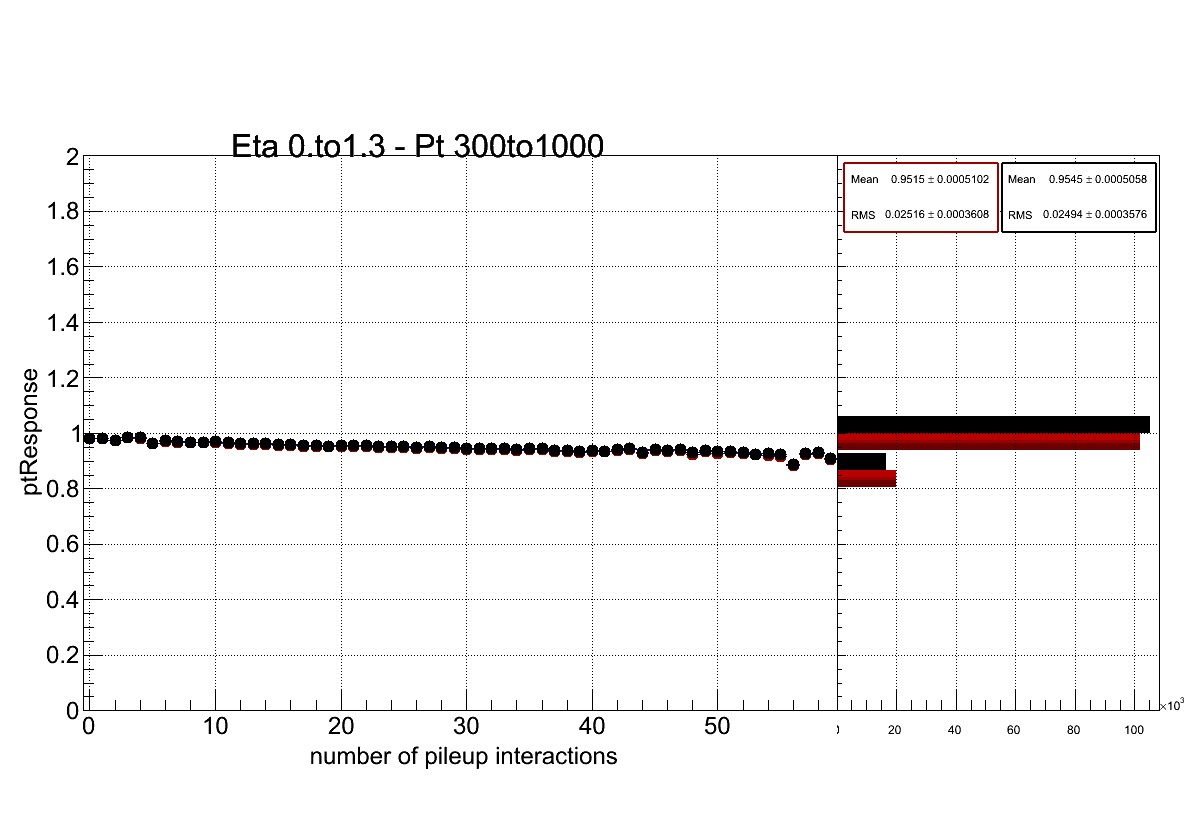 Eta 0.to1.3 - Pt 300to1000
2
1.8
1.6
1.4
1.2
1
0.8
0.6
0.4
0.2
0
ptResponse
0 10 20 30 40 50
number of pileup interactions
Mean 0.9515 ± 0.0005102
RMS 0.02516 ± 0.0003608
Mean 0.9545 ± 0.0005058
RMS 0.02494 ± 0.0003576
20 40 60 80 100
×10³